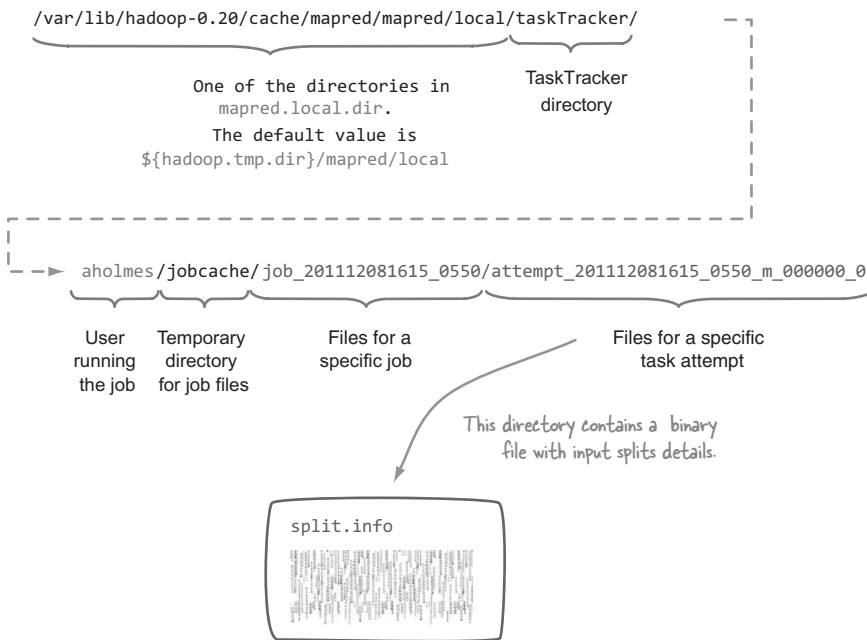 /var/lib/hadoop-0.20/cache/mapred/mapred/local/taskTracker/
One of the directories in
mapred.local.dir.
The default value is
${hadoop.tmp.dir}/mapred/local
TaskTracker
directory
aholmes/jobcache/job_201112081615_0550/attempt_201112081615_0550_m_000000_0
User
running
the job
Temporary
directory
for job files
Files for a
specific job
Files for a specific
task attempt
This directory contains a binary
file with input splits details.
split.info